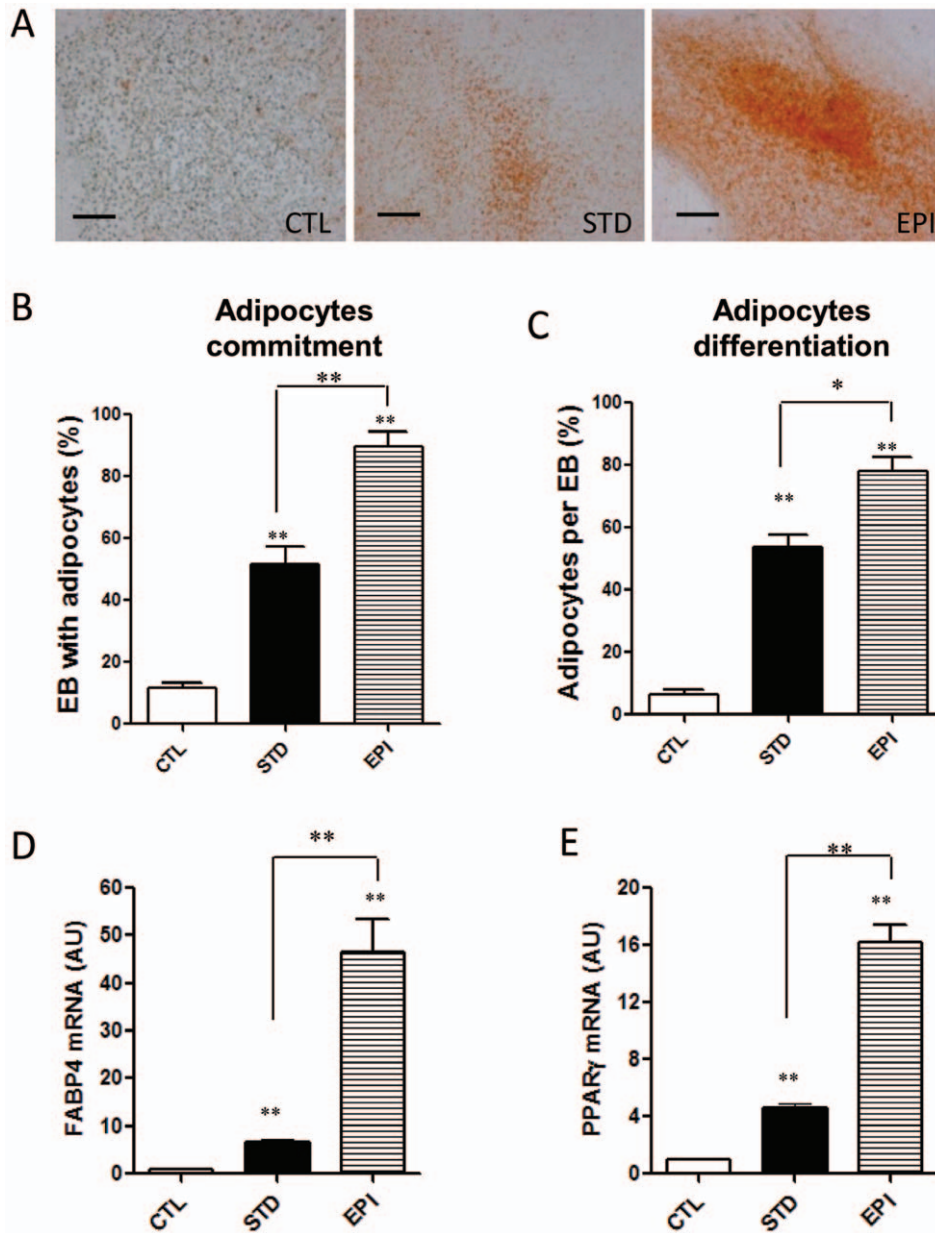 A
CTL
STD
EPI
B
Adipocytes
commitment
**
**
**
EB with adipocytes (%)
100
80
60
40
20
0
CTL
STD
EPI
C
Adipocytes
differentiation
*
**
**
Adipocytes per EB (%)
100
80
60
40
20
0
CTL
STD
EPI
D
**
**
**
FABP4 mRNA (AU)
60
50
40
30
20
10
0
CTL
STD
EPI
E
**
**
**
PPARγ mRNA (AU)
20
16
12
8
4
0
CTL
STD
EPI